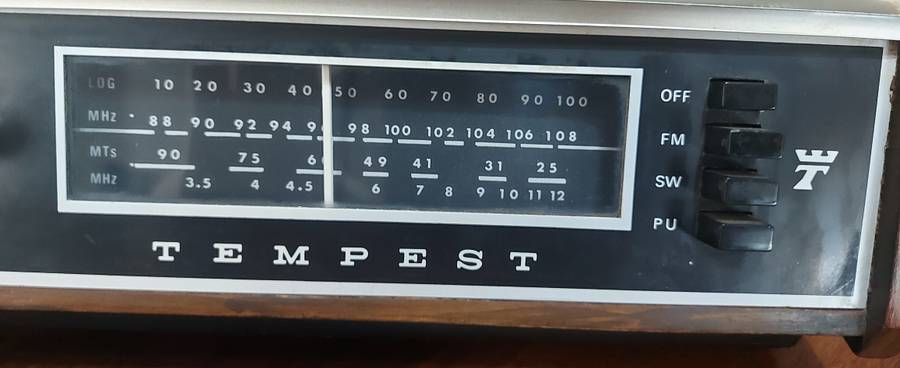 LOG 10 20 30 40 50 60 70 80 90 100
MHz 88 90 92 94 98 100 102 104 106 108
MTs 90 75 49 41 31 25
MHz 3.5 4 4.5 6 7 8 9 10 11 12
TEMPEST
OFF
FM
SW
PU
T